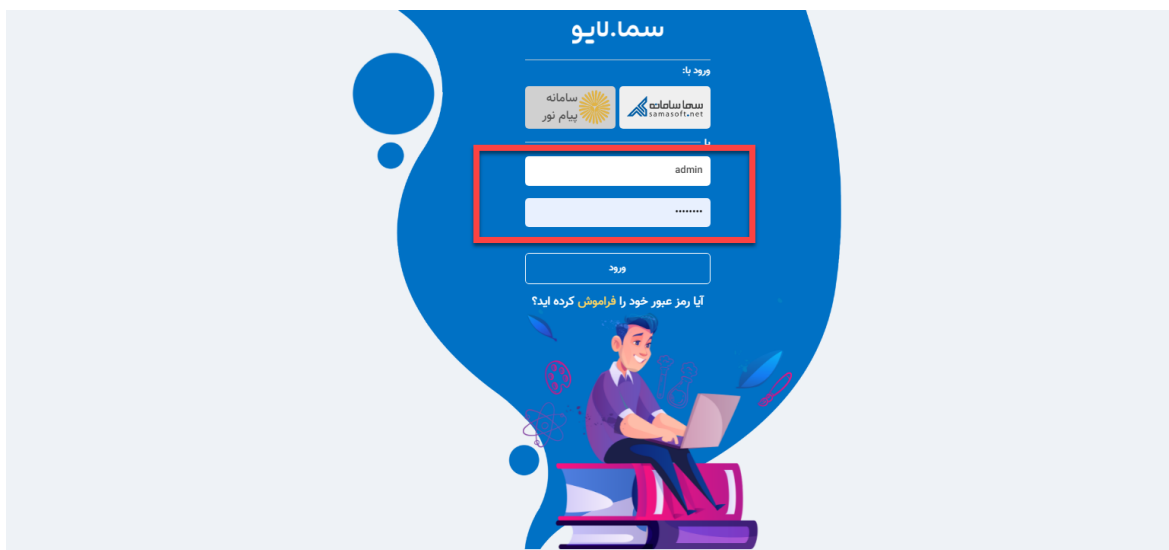 سما.لایو
ورود با:
سما سامانه
samasoft.net
سامانه
پیام نور
یا
admin
••••••••
ورود
آیا رمز عبور خود را فراموش کرده اید؟